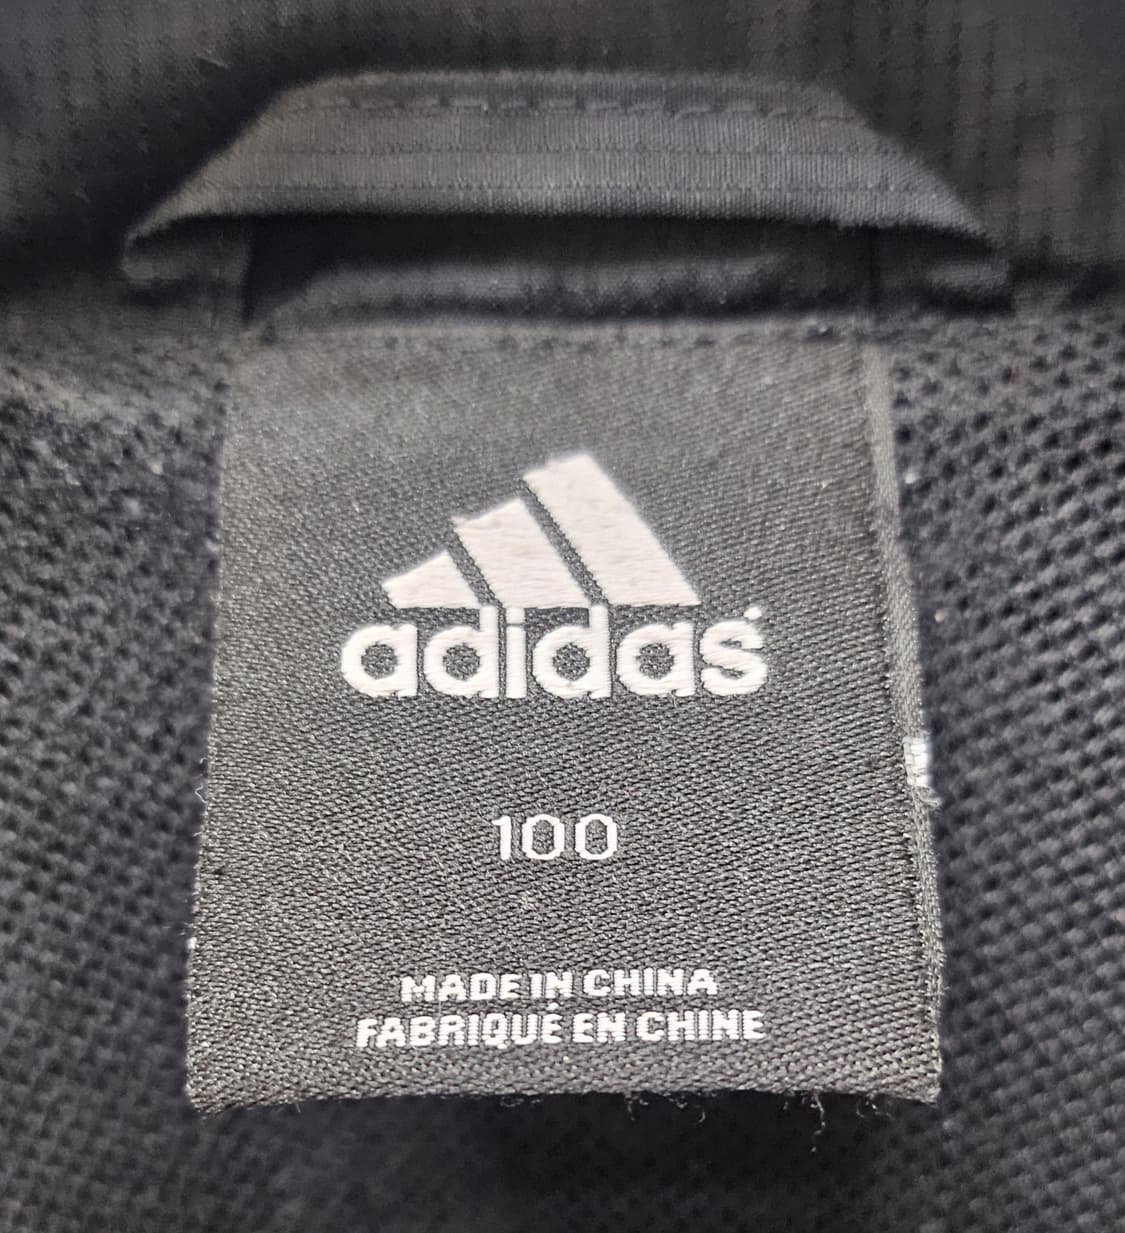 adidas
100
MADE IN CHINA
FABRIQUÉ EN CHINE